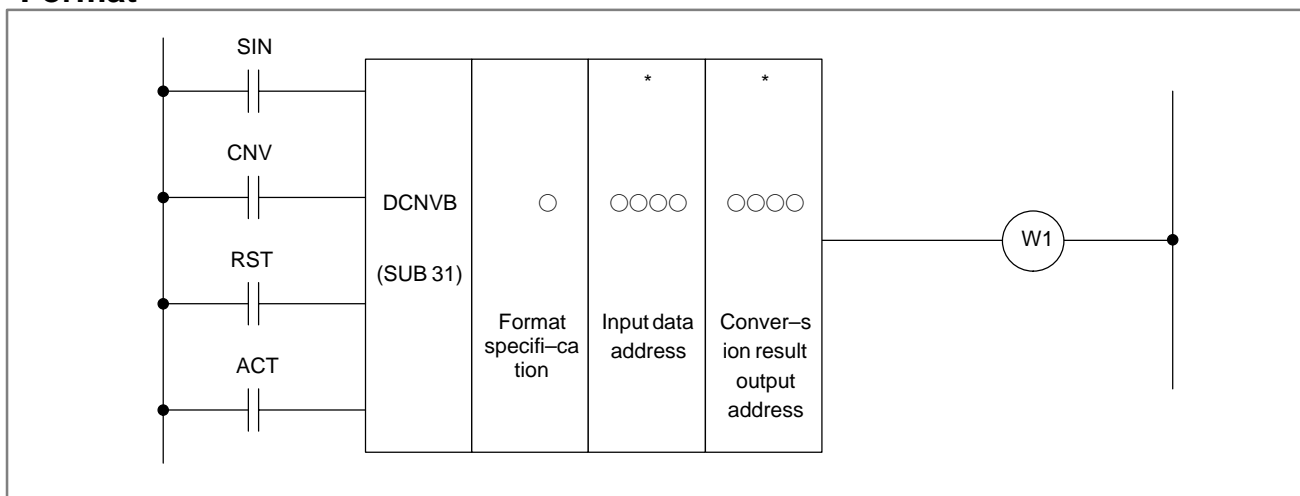 Format
SIN
CNV
RST
ACT
DCNVB
(SUB 31)
○
Format
specifi–ca
tion
*
○○○○
Input data
address
*
○○○○
Conver–s
ion result
output
address
W1